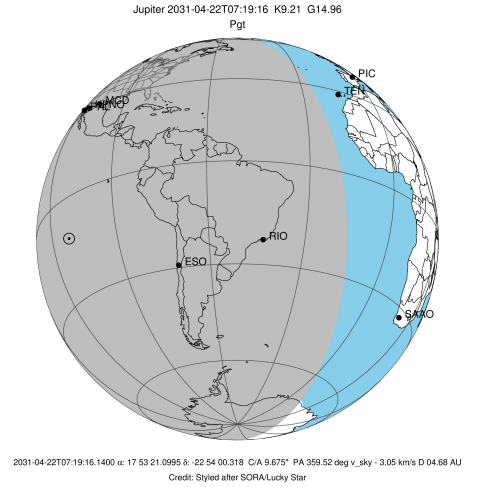 Jupiter 2031-04-22T07:19:16 K9.21 G14.96
Pgt
PIC
TEN
MCD
RIO
ESO
SAAO
2031-04-22T07:19:16.1400 α: 17 53 21.0995 δ: -22 54 00.318 C/A 9.675" PA 359.52 deg v_sky - 3.05 km/s D 04.68 AU
Credit: Styled after SORA/Lucky Star